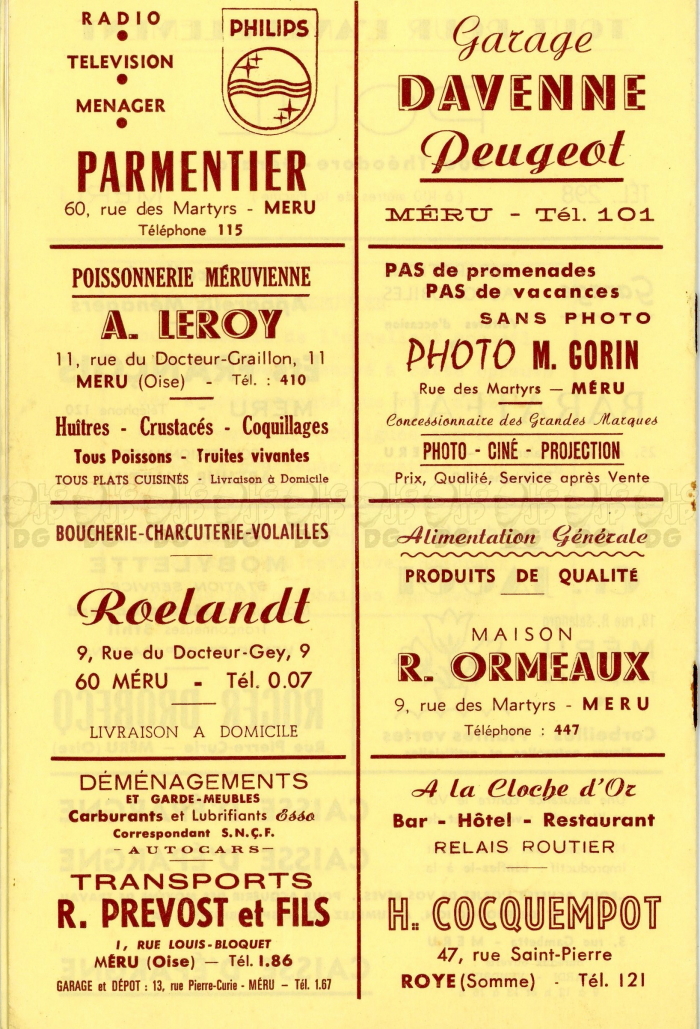 RADIO
TELEVISION
MENAGER
PHILIPS
PARMENTIER
60, rue des Martyrs - MERU
Téléphone 115
POISSONNERIE MÉRUVIENNE
A. LEROY
11, rue du Docteur-Graillon, 11
MERU (Oise) - Tél. : 410
Huîtres - Crustacés - Coquillages
Tous Poissons - Truites vivantes
TOUS PLATS CUISINÉS - Livraison à Domicile
BOUCHERIE-CHARCUTERIE-VOLAILLES
Roelandt
9, Rue du Docteur-Gey, 9
60 MÉRU - Tél. 0.07
LIVRAISON A DOMICILE
DÉMÉNAGEMENTS
ET GARDE-MEUBLES
Carburants et Lubrifiants Esso
Correspondant S.N.Ç.F.
-AUTOCARS-
TRANSPORTS
R. PREVOST et FILS
1, RUE LOUIS-BLOQUET
MÉRU (Oise) — Tél. 1.86
GARAGE et DÉPOT : 13, rue Pierre-Curie - MÉRU - Tél. 1.67
Garage
DAVENNE
Peugeot
MÉRU - Tél. 101
PAS de promenades
PAS de vacances
SANS PHOTO
PHOTO M. GORIN
Rue des Martyrs — MÉRU
Concessionnaire des Grandes Marques
PHOTO - CINÉ - PROJECTION
Prix, Qualité, Service après Vente
Alimentation Générale
PRODUITS DE QUALITÉ
MAISON
R. ORMEAUX
9, rue des Martyrs - MERU
Téléphone : 447
A la Cloche d'Or
Bar - Hôtel - Restaurant
RELAIS ROUTIER
H. COCQUEMPOT
47, rue Saint-Pierre
ROYE (Somme) - Tél. 121